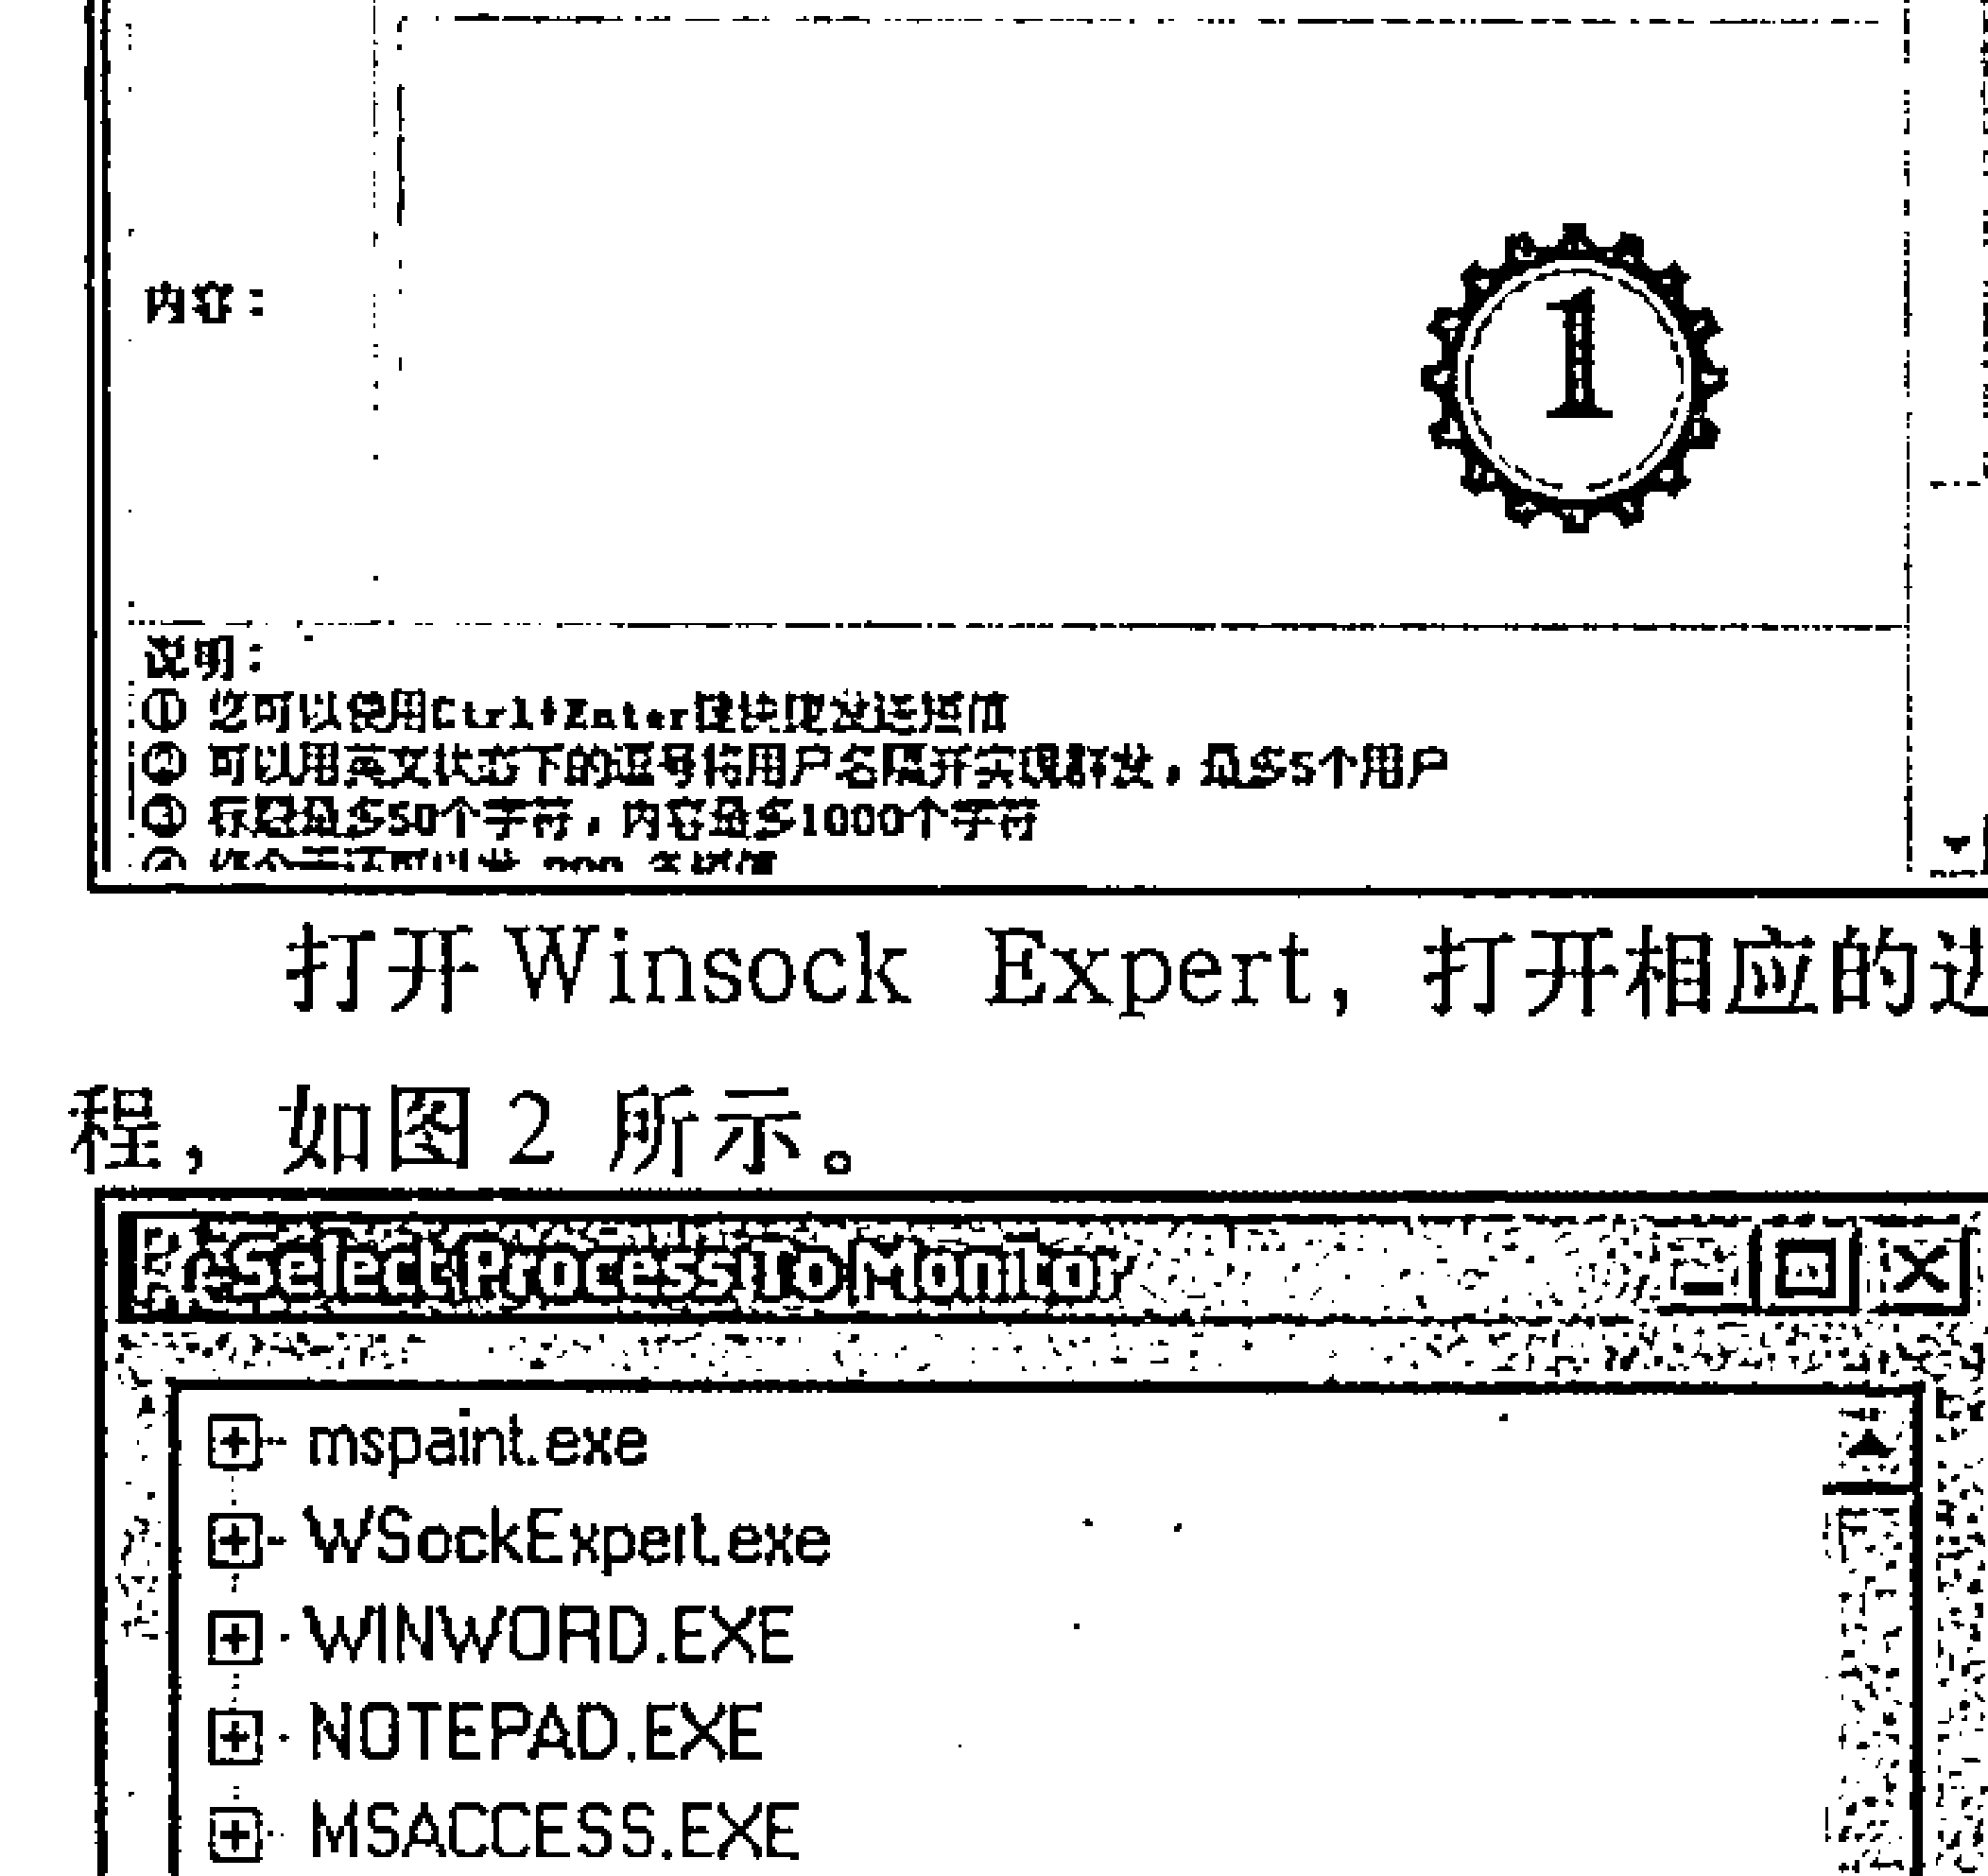 内容：
1
说明：
① 您可以使用Ctrl+Enter键快捷发送短信
② 可以用英文状态下的逗号将用户名隔开实现群发，最多5个用户
③ 标题最多50个字符，内容最多1000个字符
打开 Winsock Expert，打开相应的进
程，如图 2 所示。
Select Process To Monitor
mspaint.exe
WSockExpert.exe
WINWORD.EXE
NOTEPAD.EXE
MSACCESS.EXE